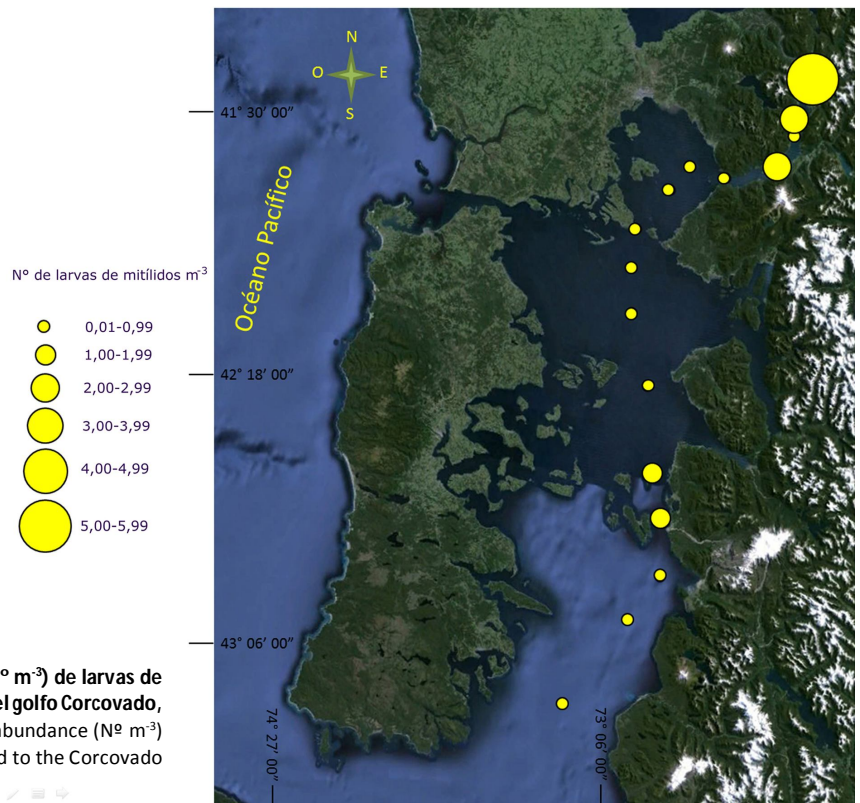 N
O E
S
41° 30’ 00”
Océano Pacífico
N° de larvas de mitílidos m-3
0,01-0,99
1,00-1,99
42° 18’ 00”
2,00-2,99
3,00-3,99
4,00-4,99
5,00-5,99
43° 06’ 00”
74° 27’ 00”
73° 06’ 00”
° m-3) de larvas de
el golfo Corcovado,
abundance (Nº m-3)
d to the Corcovado